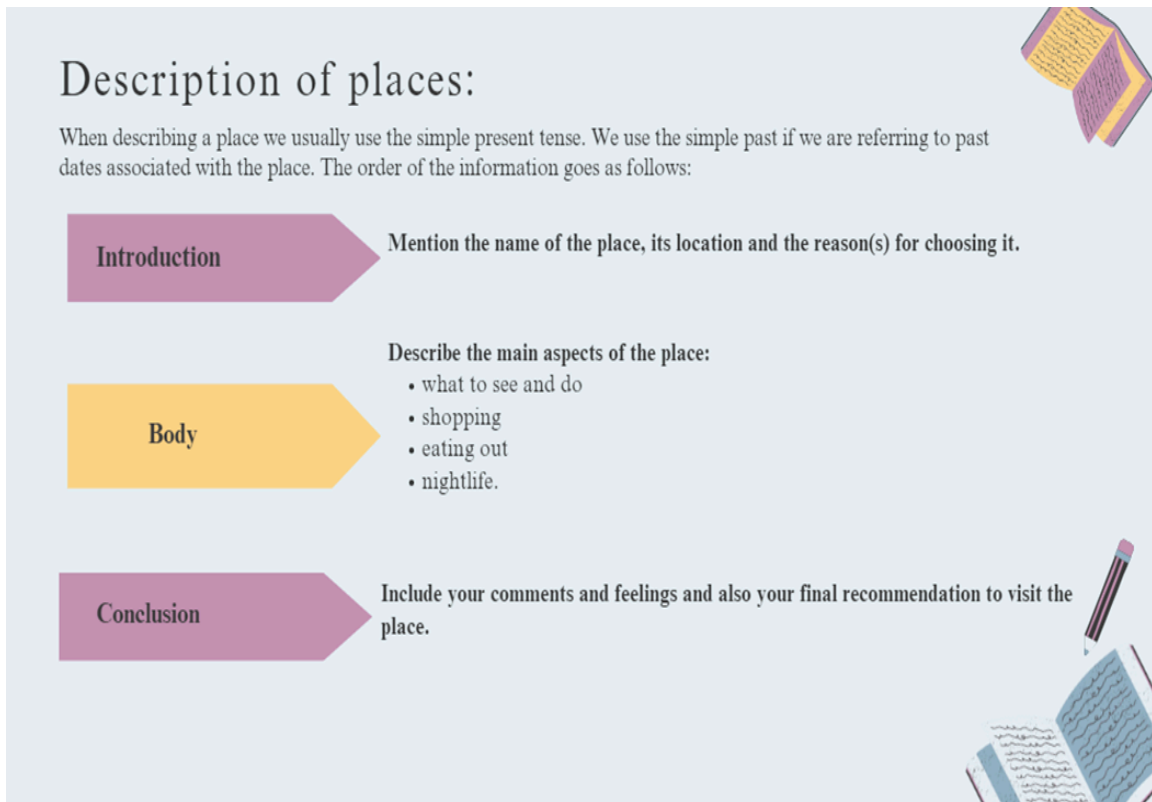 Description of places:
When describing a place we usually use the simple present tense. We use the simple past if we are referring to past
dates associated with the place. The order of the information goes as follows:
Introduction
Mention the name of the place, its location and the reason(s) for choosing it.
Body
Describe the main aspects of the place:
• what to see and do
• shopping
• eating out
• nightlife.
Conclusion
Include your comments and feelings and also your final recommendation to visit the
place.